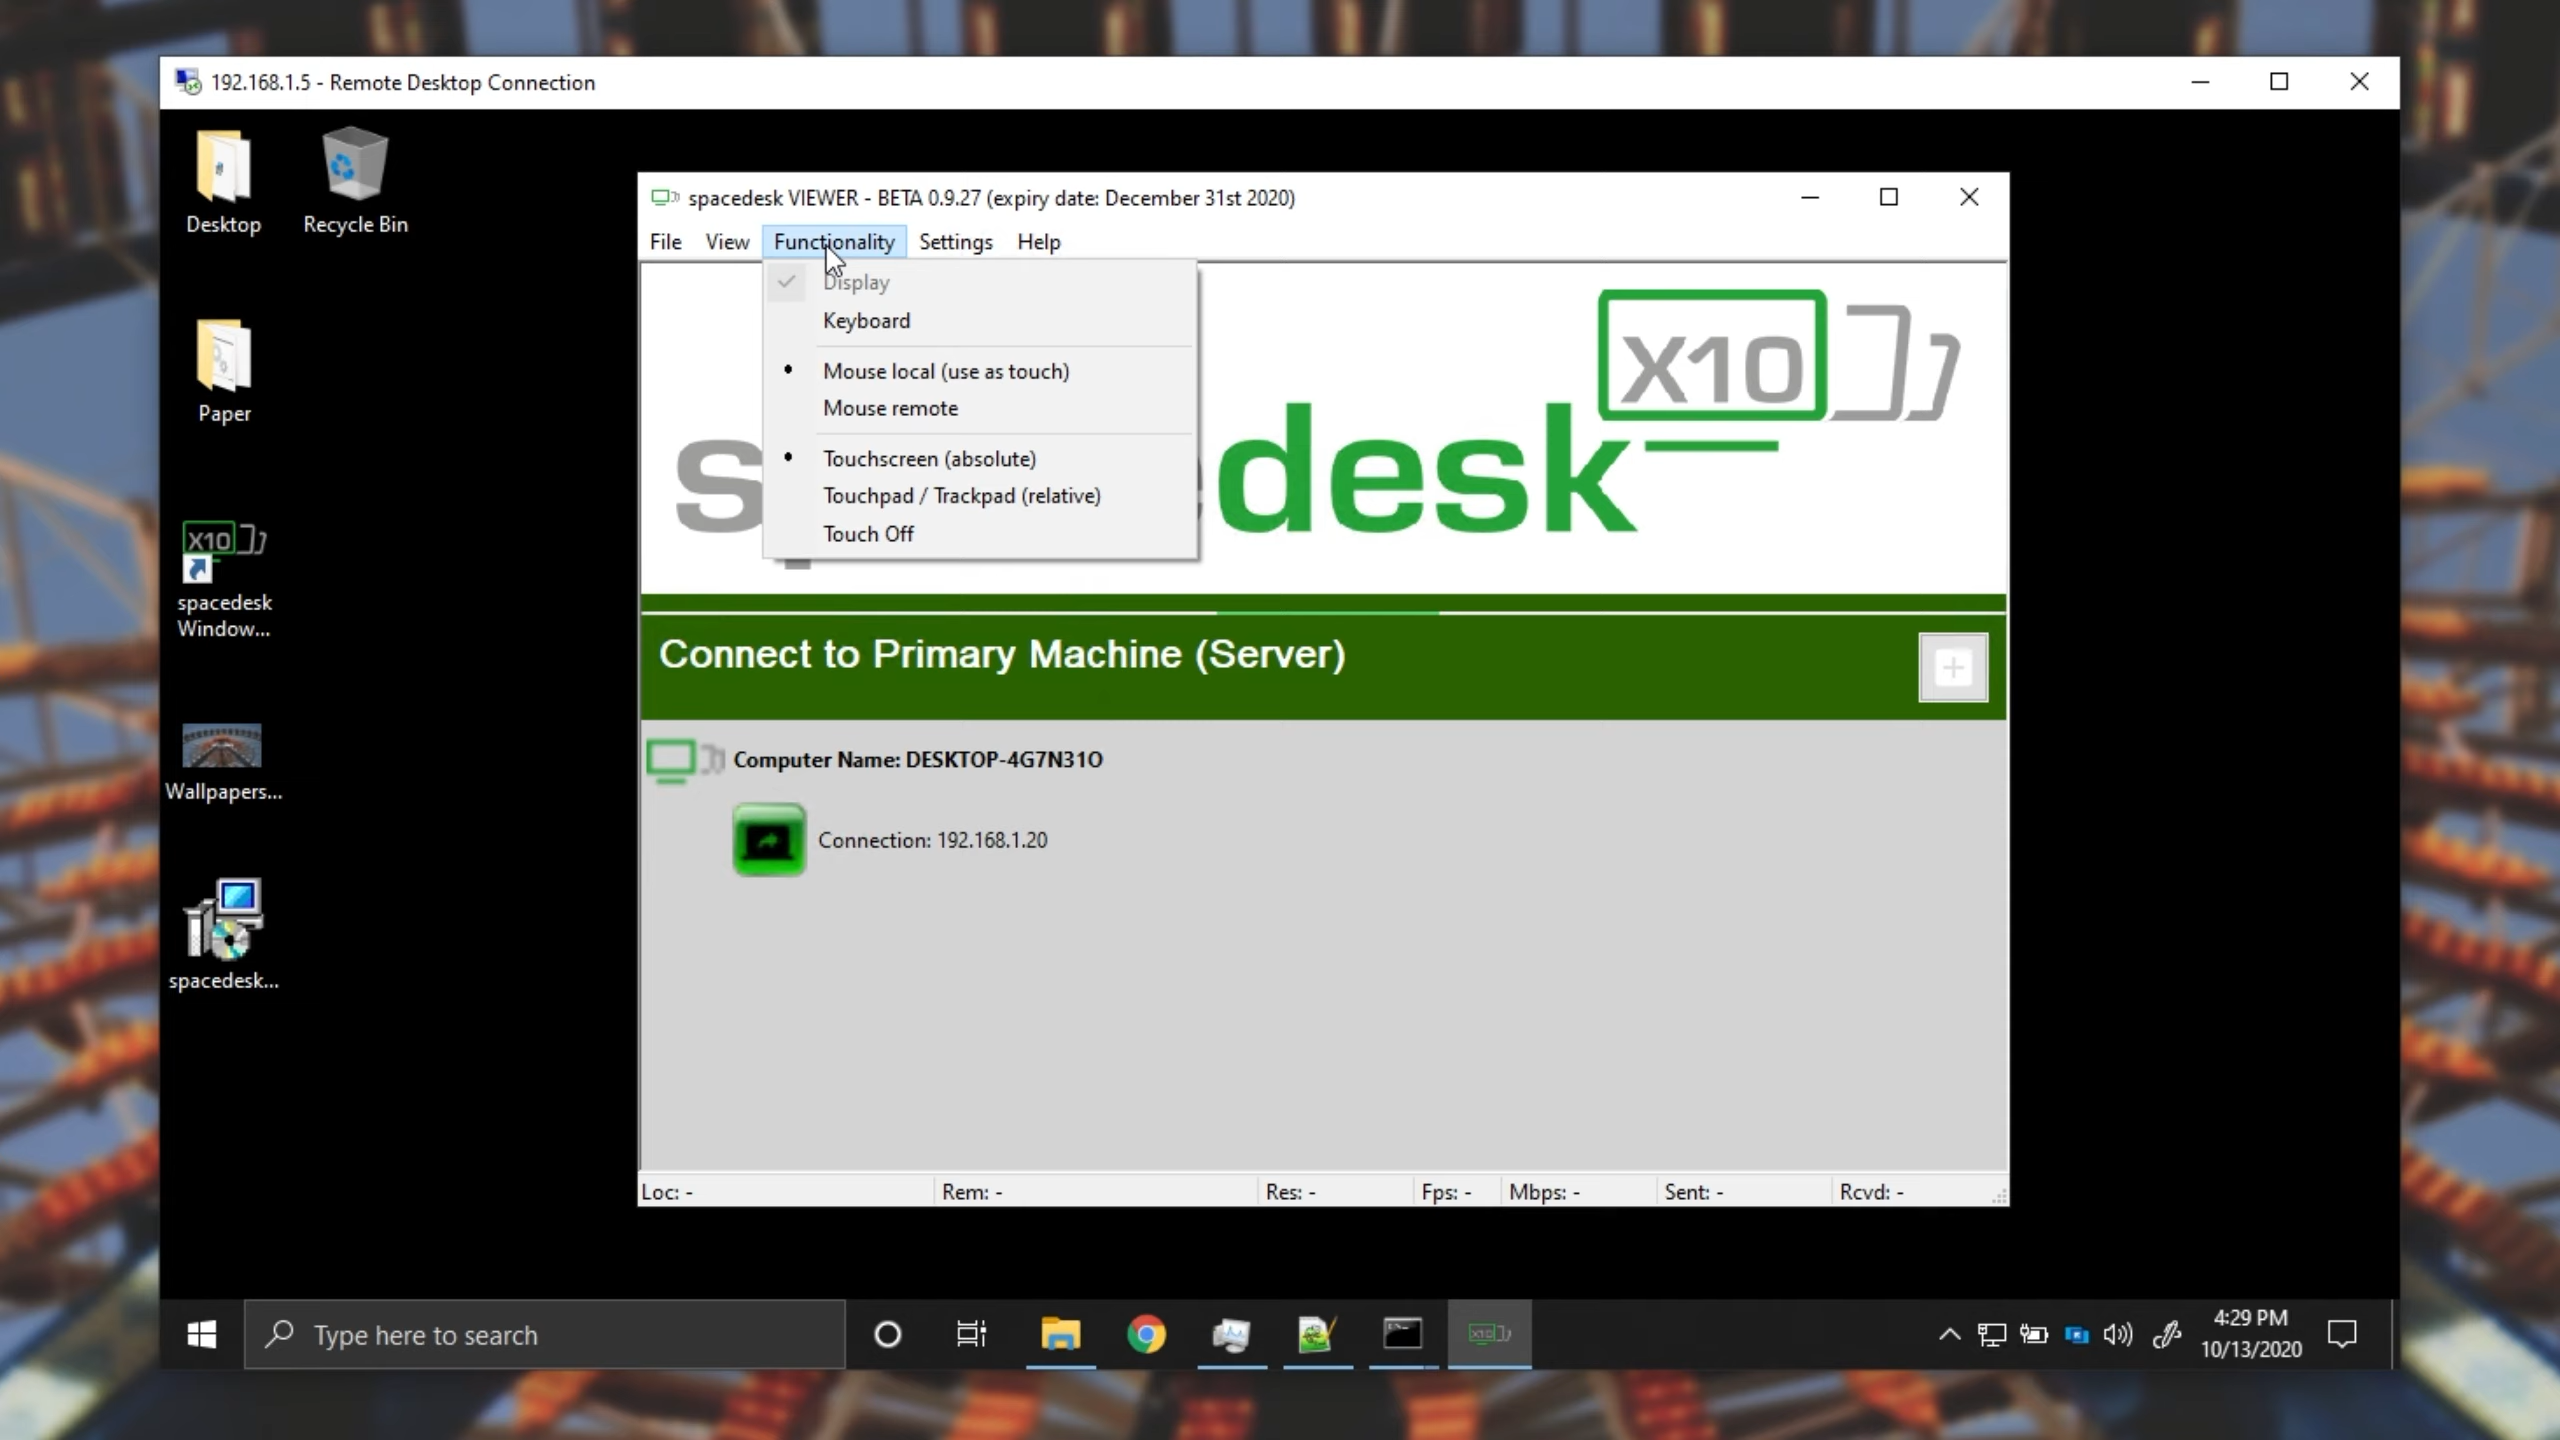 192.168.1.5 - Remote Desktop Connection
Desktop
Recycle Bin
Paper
X10
spacedesk
Window...
Wallpapers...
spacedesk...
spacedesk VIEWER - BETA 0.9.27 (expiry date: December 31st 2020)
File View Functionality Settings Help
Display
Keyboard
Mouse local (use as touch)
Mouse remote
Touchscreen (absolute)
Touchpad / Trackpad (relative)
Touch Off
X10
s edesk
Connect to Primary Machine (Server)
Computer Name: DESKTOP-4G7N31O
Connection: 192.168.1.20
Loc: - Rem: - Res: - Fps: - Mbps: - Sent: - Rcvd: -
Type here to search
X10
4:29 PM
10/13/2020